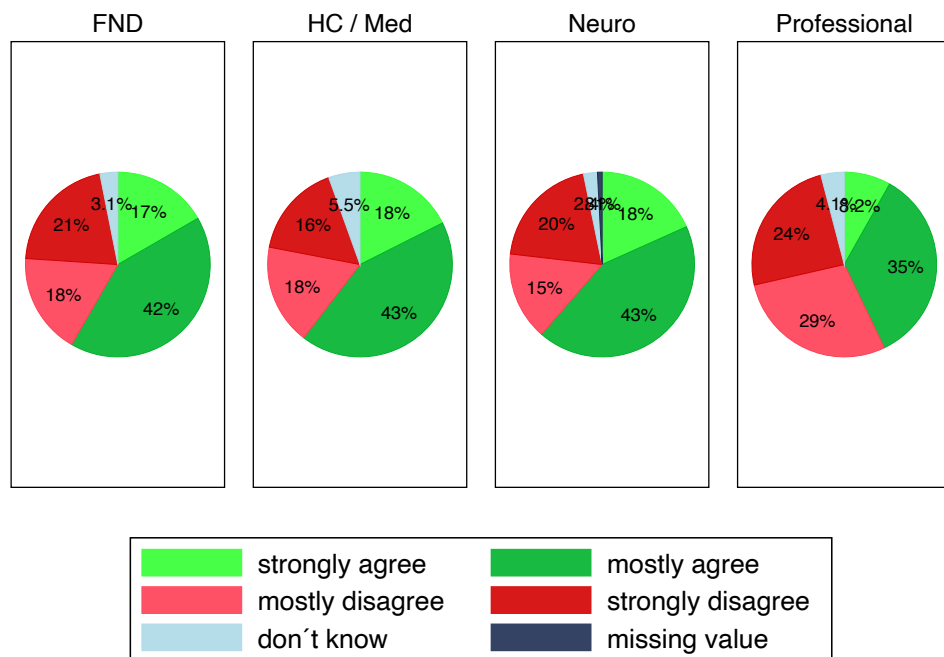 FND HC / Med Neuro Professional
3.1% 17% 5.5% 18% 18% 4.1% 8.2%
21% 16% 20% 24%
35%
18% 42% 18% 43% 15% 43% 29%
strongly agree mostly agree
mostly disagree strongly disagree
don´t know missing value